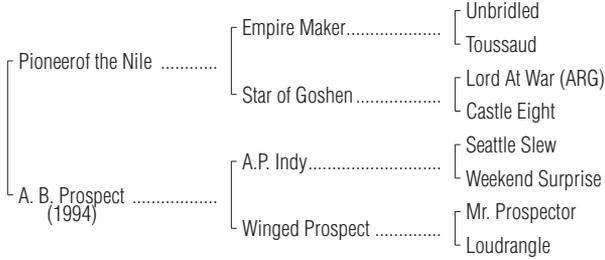 Unbridled
Empire Maker....................
Toussaud
Pioneerof the Nile ............
Lord At War (ARG)
Star of Goshen..................
Castle Eight
Seattle Slew
A.P. Indy............................
Weekend Surprise
A. B. Prospect ..................
(1994)
Mr. Prospector
Winged Prospect ..............
Loudrangle